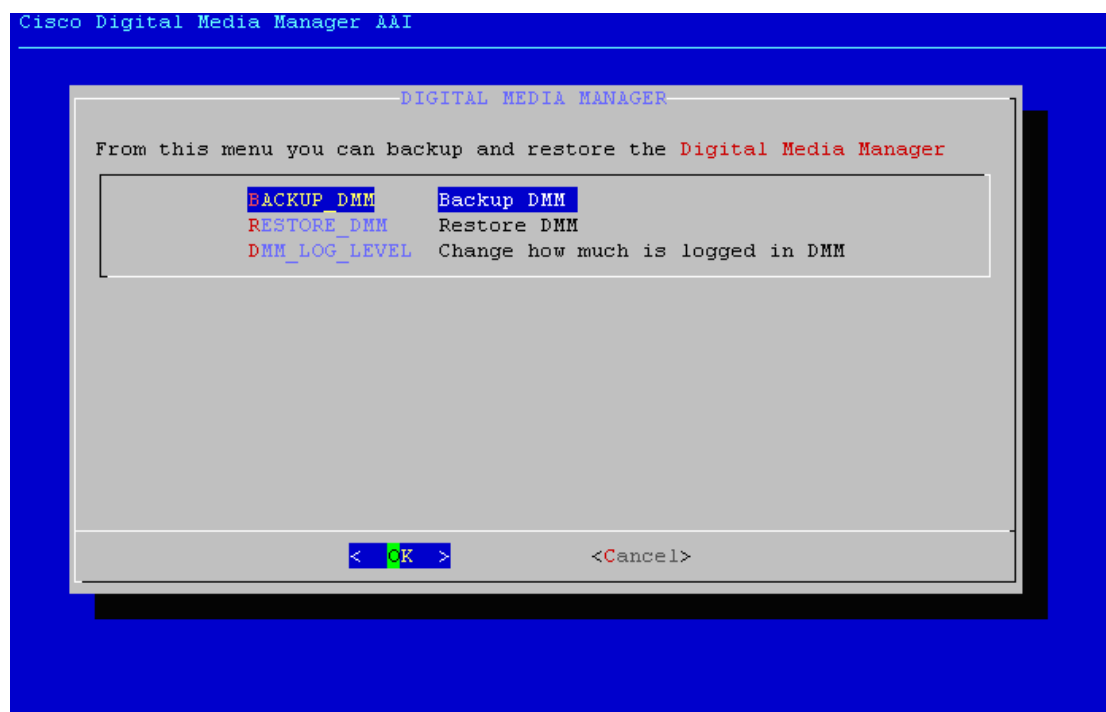 Cisco Digital Media Manager AAI
DIGITAL MEDIA MANAGER
From this menu you can backup and restore the Digital Media Manager
BACKUP_DMM Backup DMM
RESTORE_DMM Restore DMM
DMM_LOG_LEVEL Change how much is logged in DMM
< OK > <Cancel>